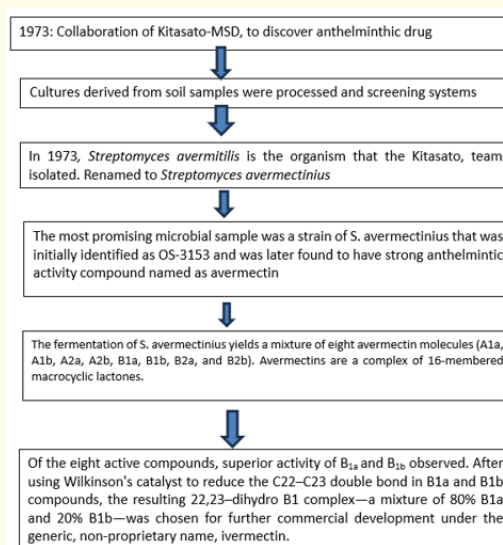 1973: Collaboration of Kitasato-MSD, to discover anthelminthic drug
Cultures derived from soil samples were processed and screening systems
In 1973, Streptomyces avermitilis is the organism that the Kitasato, team
isolated. Renamed to Streptomyces avermectinius
The most promising microbial sample was a strain of S. avermectinius that was
initially identified as OS-3153 and was later found to have strong anthelmintic
activity compound named as avermectin
The fermentation of S. avermectinius yields a mixture of eight avermectin molecules (A1a,
A1b, A2a, A2b, B1a, B1b, B2a, and B2b). Avermectins are a complex of 16-membered
macrocyclic lactones.
Of the eight active compounds, superior activity of B1a and B1b observed. After
using Wilkinson's catalyst to reduce the C22–C23 double bond in B1a and B1b
compounds, the resulting 22,23–dihydro B1 complex—a mixture of 80% B1a
and 20% B1b—was chosen for further commercial development under the
generic, non-proprietary name, ivermectin.